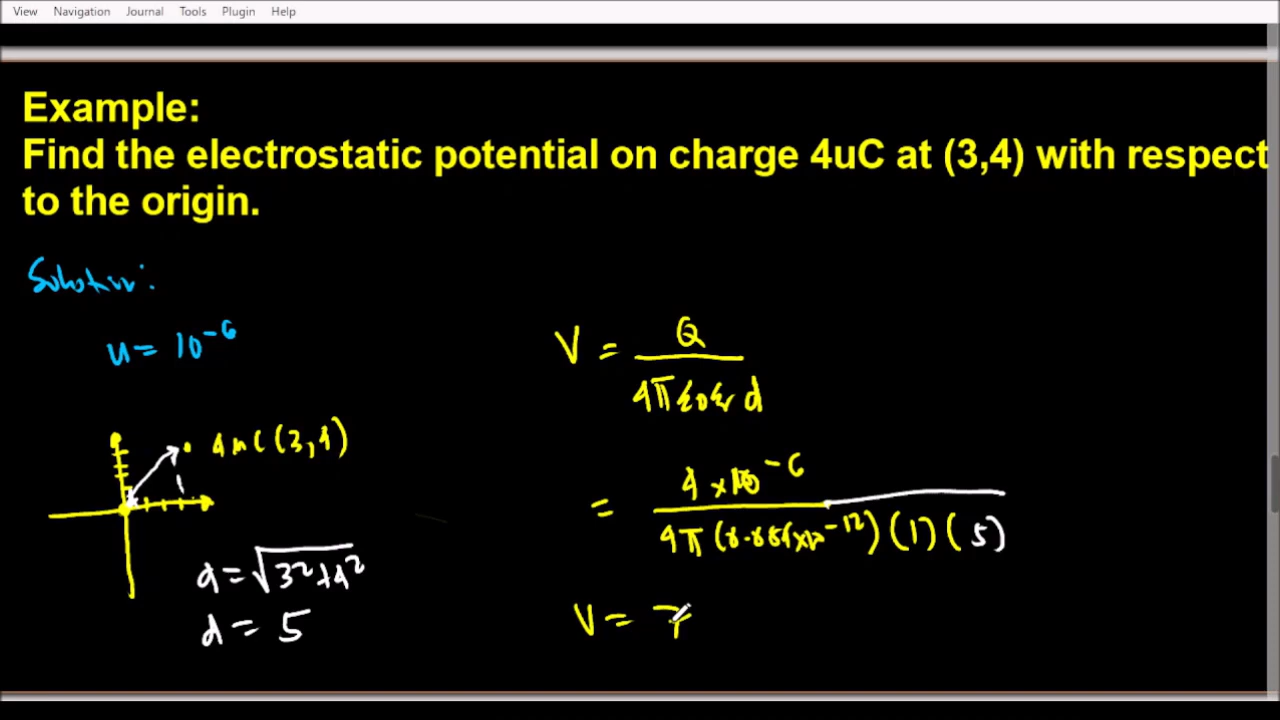 View Navigation Journal Tools Plugin Help
Example:
Find the electrostatic potential on charge 4uC at (3,4) with respect
to the origin.
Solution:
u = 10⁻⁶
V = Q / 4πε₀εᵣd
4uC (3,4)
= 4×10⁻⁶ / 4π(8.854×10⁻¹²)(1)(5)
d = √3²+4²
d = 5
V = 7